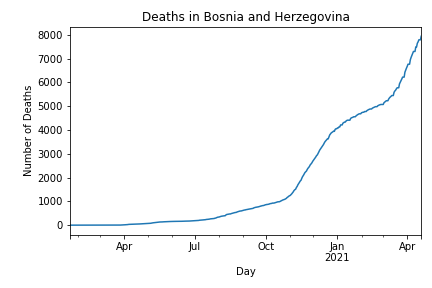 Deaths in Bosnia and Herzegovina
8000
7000
6000
5000
4000
3000
2000
1000
0
Number of Deaths
Apr Jul Oct Jan Apr
2021
Day